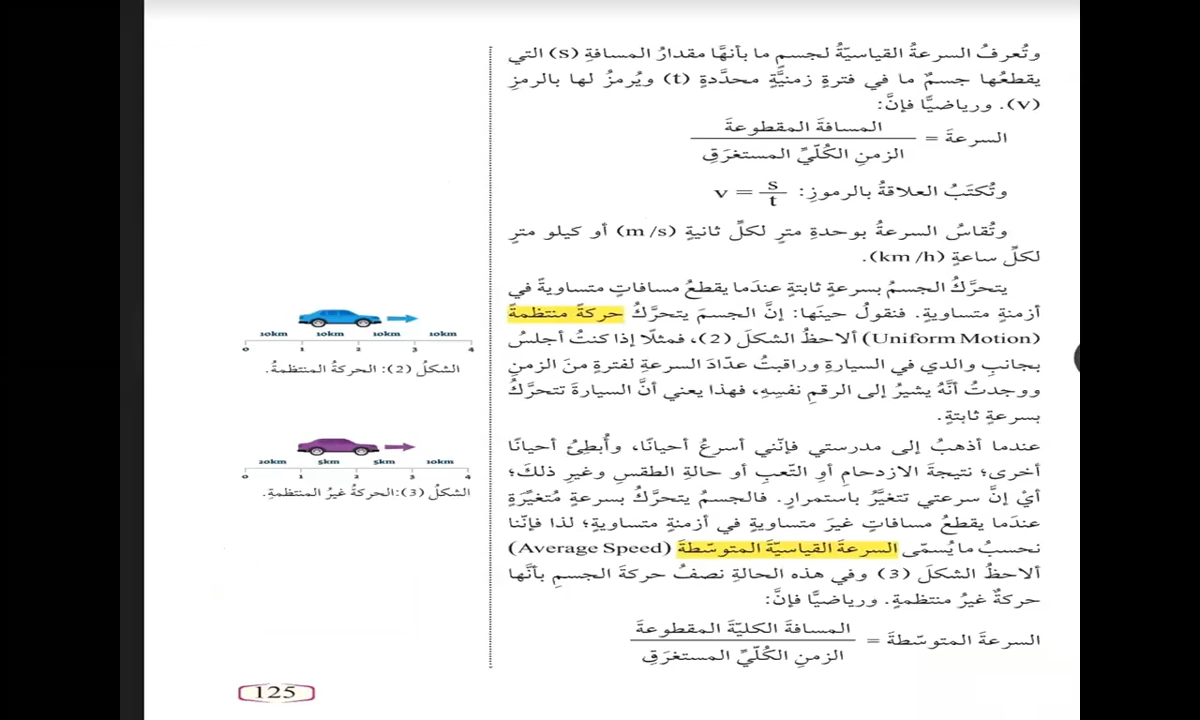 وتُعرفُ السرعةُ القياسيّةُ لجسمٍ ما بأنهَّا مقدارُ المسافةِ (s) التي
يقطعُها جسمٌ ما في فترةٍ زمنيَّةٍ محدَّدةٍ (t) ويُرمزُ لها بالرمزِ
(v). ورياضيًّا فإنَّ:
السرعةَ = المسافةَ المقطوعةَ
الزمنِ الكُلّيِّ المستغرَقِ
وتُكتَبُ العلاقةُ بالرموزِ: v = s
t
وتُقاسُ السرعةُ بوحدةِ مترٍ لكلِّ ثانيةٍ (m /s) أو كيلو مترٍ
لكلِّ ساعةٍ (km /h).
يتحرَّكُ الجسمُ بسرعةٍ ثابتةٍ عندَما يقطعُ مسافاتٍ متساويةً في
أزمنةٍ متساويةٍ. فنقولُ حينَها: إنَّ الجسمَ يتحركُ حركةً منتظمةً
(Uniform Motion) ألاحظُ الشكلَ (2)، فمثلًا إذا كنتُ أجلسُ
بجانبِ والدي في السيارةِ وراقبتُ عدّادَ السرعةِ لفترةٍ منَ الزمنِ
ووجدتُ أنَّهُ يشيرُ إلى الرقمِ نفسِهِ، فهذا يعني أنَّ السيارةَ تتحرَّكُ
بسرعةٍ ثابتةٍ.
عندما أذهبُ إلى مدرستي فإنّني أسرعُ أحيانًا، وأُبطِئُ أحيانًا
أخرى؛ نتيجةَ الازدحامِ أوِ التّعبِ أو حالةِ الطقسِ وغيرِ ذلكَ؛
أيْ إنَّ سرعتي تتغيَّرُ باستمرارٍ. فالجسمُ يتحرَّكُ بسرعةٍ مُتغيّرَةٍ
عندَما يقطعُ مسافاتٍ غيرَ متساويةٍ في أزمنةٍ متساويةٍ؛ لذا فإنّنا
نحسبُ ما يُسمّى السرعةَ القياسيّةَ المتوسّطةَ (Average Speed)
ألاحظُ الشكلَ (3) وفي هذه الحالةِ نصفُ حركةَ الجسمِ بأنَّها
حركةٌ غيرُ منتظمةٍ. ورياضيًّا فإنَّ:
السرعةَ المتوسّطةَ = المسافةَ الكليّةَ المقطوعةَ
الزمنِ الكُلّيِّ المستغرَقِ
10km 10km 10km 10km
0 1 2 3 4
الشكلُ (2): الحركةُ المنتظمةُ.
20km 5km 5km 10km
0 1 2 3 4
الشكلُ (3):الحركةُ غيرُ المنتظمةِ.
125